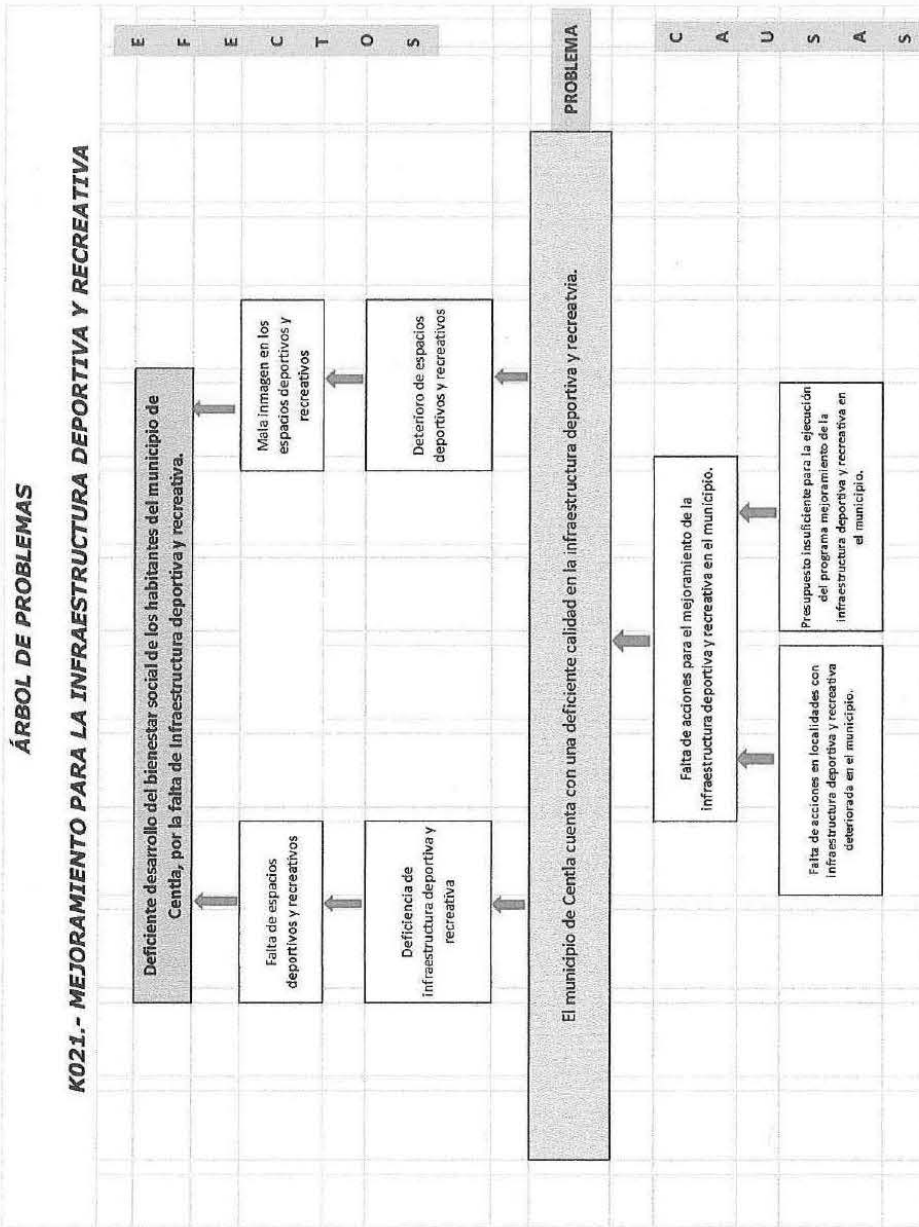 ÁRBOL DE PROBLEMAS
K021.- MEJORAMIENTO PARA LA INFRAESTRUCTURA DEPORTIVA Y RECREATIVA
EFECTOS
Deficiente desarrollo del bienestar social de los habitantes del municipio de
Centla, por la falta de Infraestructura deportiva y recreativa.
Falta de espacios
deportivos y recreativos
Mala inmagen en los
espacios deportivos y
recreativos
Deficiencia de
infraestructura deportiva y
recreativa
Deterioro de espacios
deportivos y recreativos
PROBLEMA
El municipio de Centla cuenta con una deficiente calidad en la infraestructura deportiva y recreatvia.
CAUSAS
Falta de acciones para el mejoramiento de la
infraestructura deportiva y recreativa en el municipio.
Falta de acciones en localidades con
infraestructura deportiva y recreativa
deteriorada en el municipio.
Presupuesto insuficiente para la ejecución
del programa mejoramiento de la
infraestructura deportiva y recreativa en
el municipio.